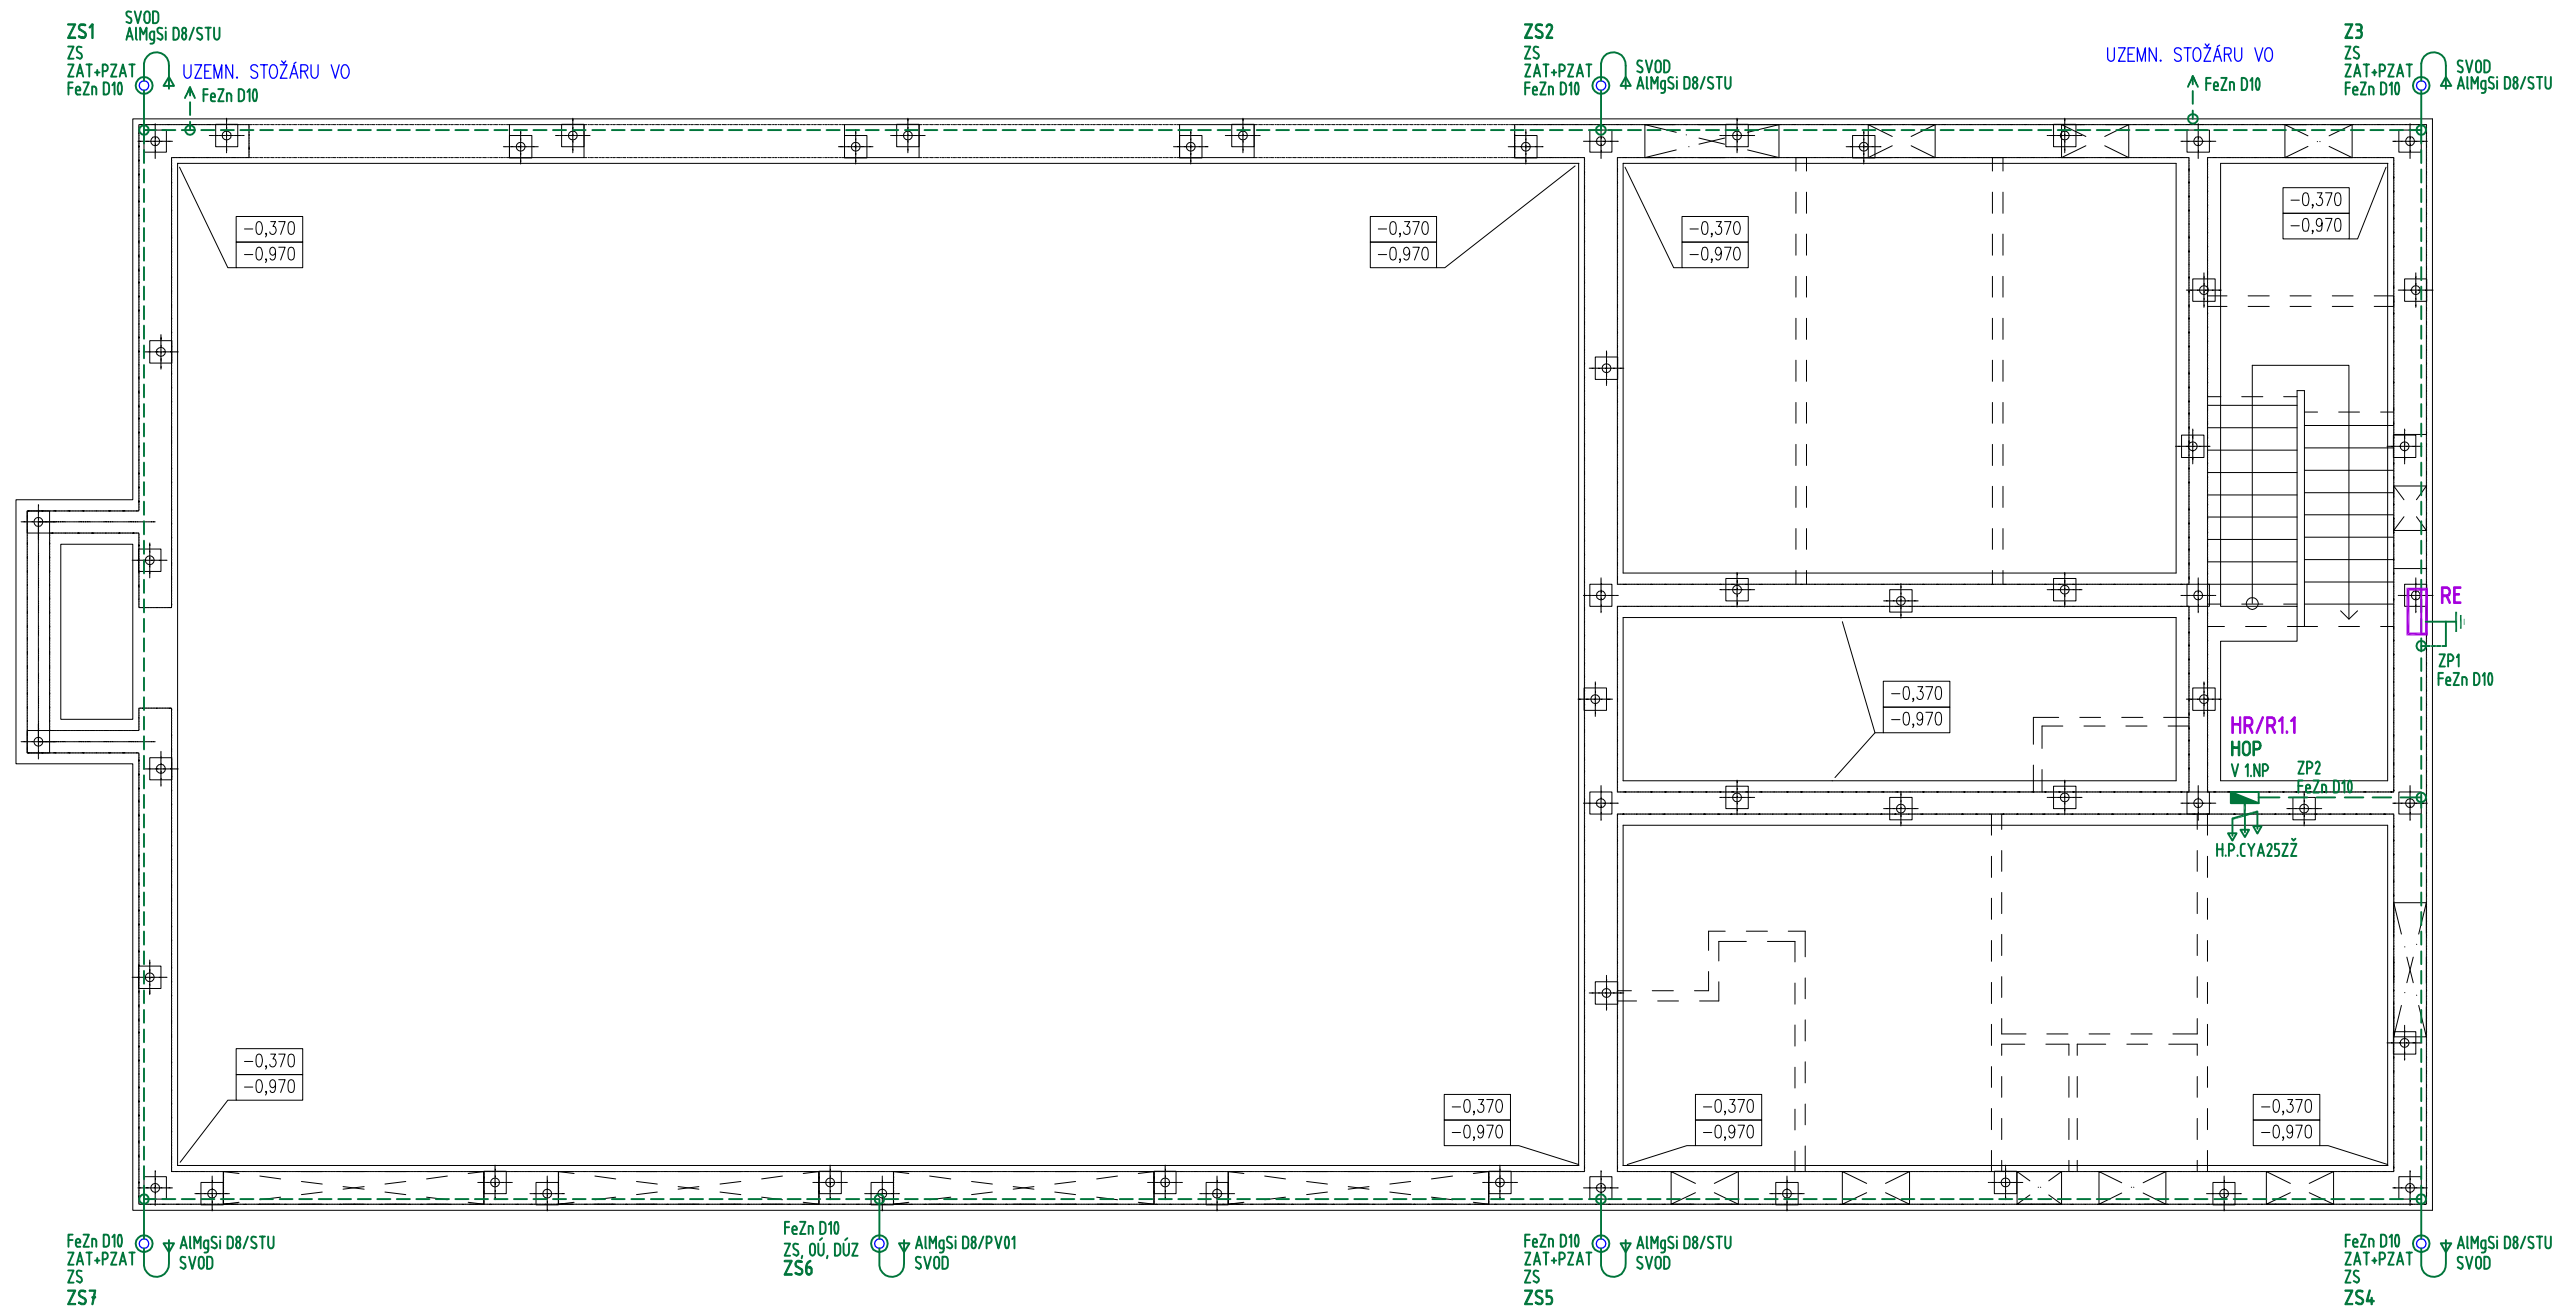 ZS1
ZS
ZAT+PZAT
FeZn D10
SVOD
AlMgSi D8/STU
UZEMN. STOŽÁRU VO
FeZn D10
ZS2
ZS
ZAT+PZAT
FeZn D10
SVOD
AlMgSi D8/STU
UZEMN. STOŽÁRU VO
FeZn D10
Z3
ZS
ZAT+PZAT
FeZn D10
SVOD
AlMgSi D8/STU
-0,370
-0,970
-0,370
-0,970
-0,370
-0,970
-0,370
-0,970
RE
ZP1
FeZn D10
-0,370
-0,970
HR/R1.1
HOP
V 1.NP
ZP2
FeZn D10
H.P.CYA25ZŽ
-0,370
-0,970
-0,370
-0,970
-0,370
-0,970
-0,370
-0,970
FeZn D10
ZAT+PZAT
ZS
ZS7
AlMgSi D8/STU
SVOD
FeZn D10
ZS, OÚ, DÚZ
ZS6
AlMgSi D8/PV01
SVOD
FeZn D10
ZAT+PZAT
ZS
ZS5
AlMgSi D8/STU
SVOD
FeZn D10
ZAT+PZAT
ZS
ZS4
AlMgSi D8/STU
SVOD